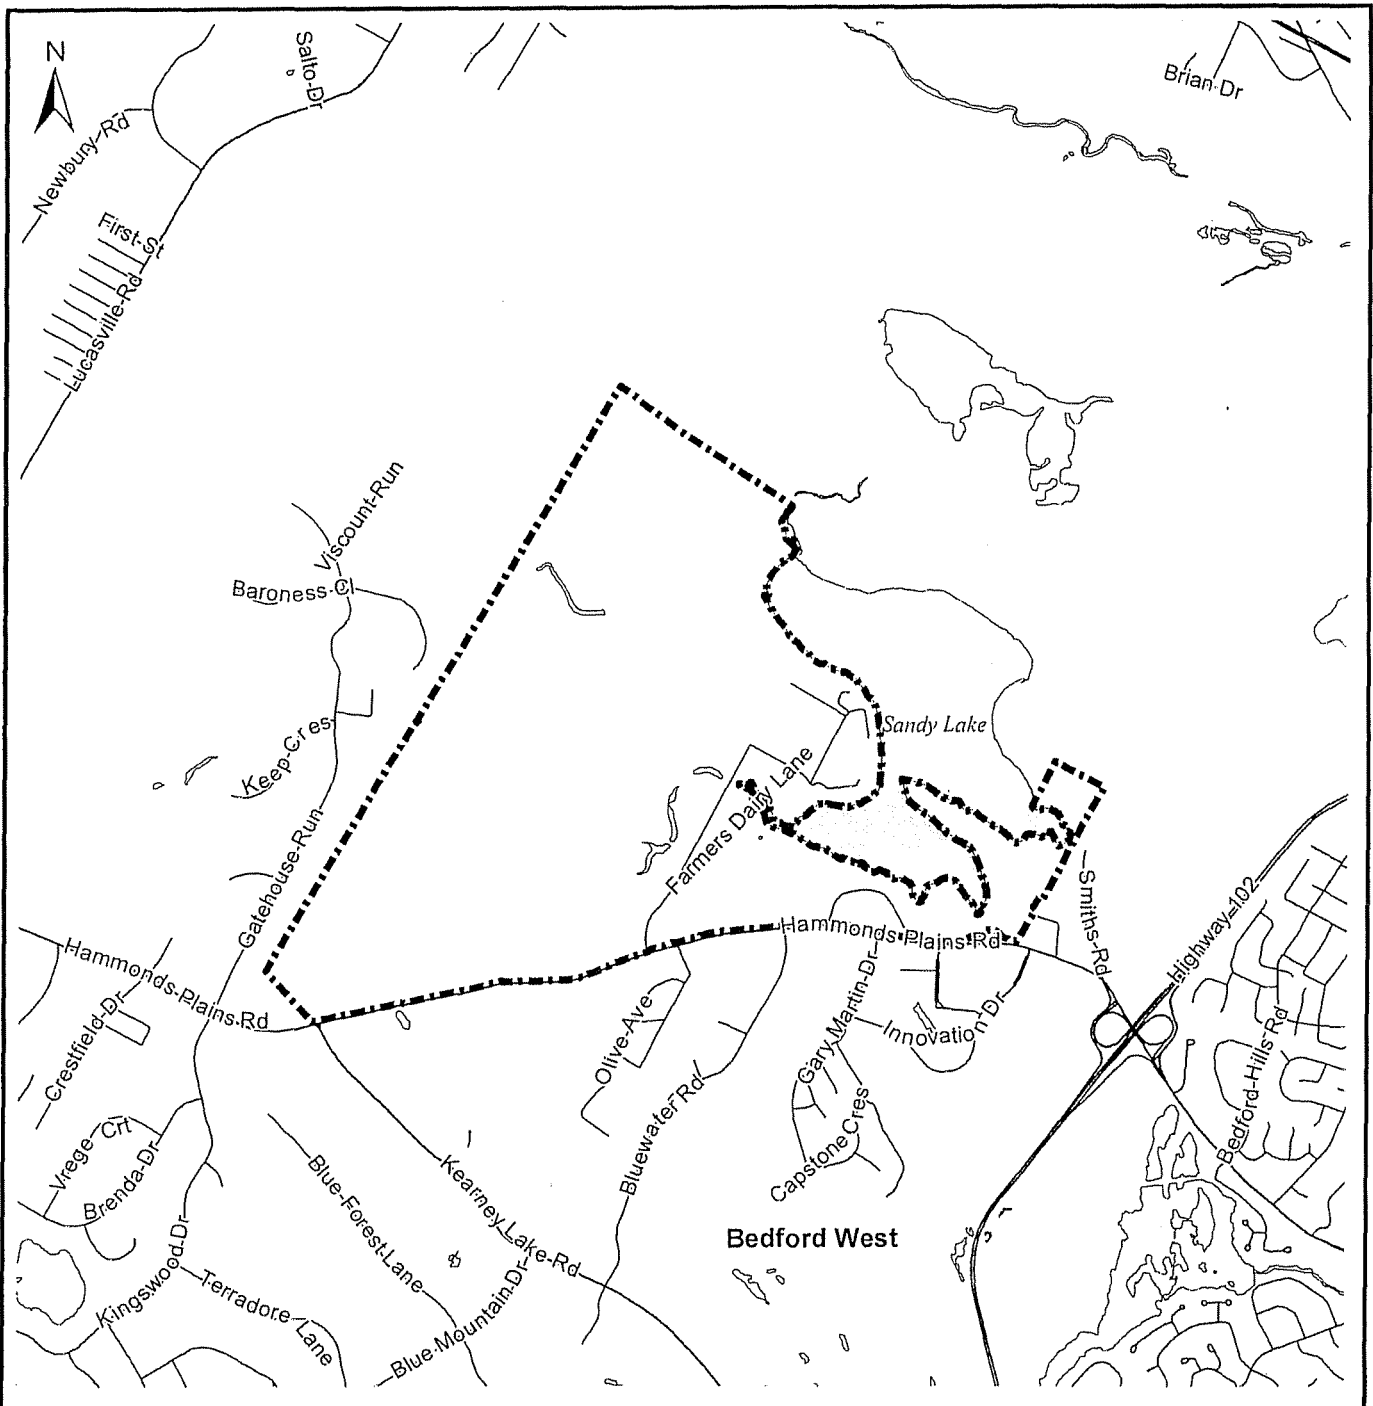 N
Salto Dr
Brian Dr
Newbury Rd
First St
Lucasville Rd
Viscount Run
Baroness Cl
Sandy Lake
Keep Cres
Farmers Dairy Lane
Gatehouse Run
Smiths Rd
Highway 102
Hammonds Plains Rd
Hammonds Plains Rd
Crestfield Dr
Olive Ave
Gary Martin Dr
Innovation Dr
Bedford Hills Rd
Bluewater Rd
Capstone Cres
Vrege Crt
Brenda Dr
Blue Forest Lane
Kearney Lake Rd
Bedford West
Kingswood Dr
Terradore Lane
Blue Mountain Dr